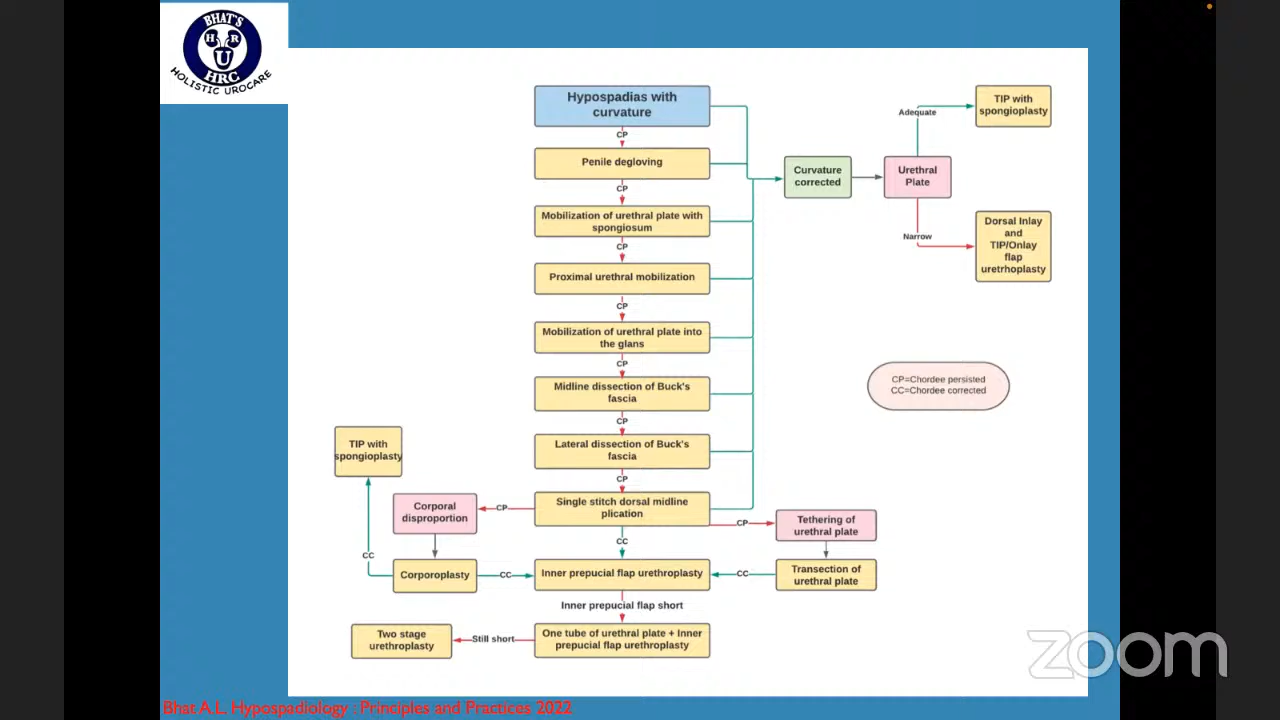 BHAT'S
H R
U
HRC
HOLISTIC UROCARE
Hypospadias with
curvature
CP
Penile degloving
CP
Mobilization of urethral plate with
spongiosum
CP
Proximal urethral mobilization
CP
Mobilization of urethral plate into
the glans
CP
Midline dissection of Buck's
fascia
CP
Lateral dissection of Buck's
fascia
CP
Single stitch dorsal midline
plication
CC
Inner prepucial flap urethroplasty
Inner prepucial flap short
One tube of urethral plate + Inner
prepucial flap urethroplasty
Still short
Two stage
urethroplasty
CP
Corporal
disproportion
Corporoplasty
CC
CC
TIP with
spongioplasty
CP
Tethering of
urethral plate
Transection of
urethral plate
CC
Curvature
corrected
Urethral
Plate
Adequate
TIP with
spongioplasty
Narrow
Dorsal Inlay
and
TIP/Onlay
flap
uretrhoplasty
CP=Chordee persisted
CC=Chordee corrected
zoom
Bhat A.L. Hypospadiology : Principles and Practices 2022